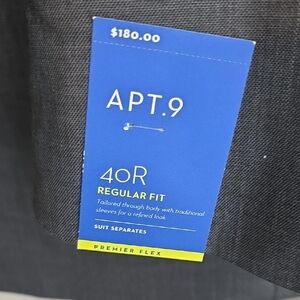 $180.00
APT.9
40R
REGULAR FIT
Tailored through body with traditional
sleeves for a refined look
SUIT SEPARATES
PREMIER FLEX